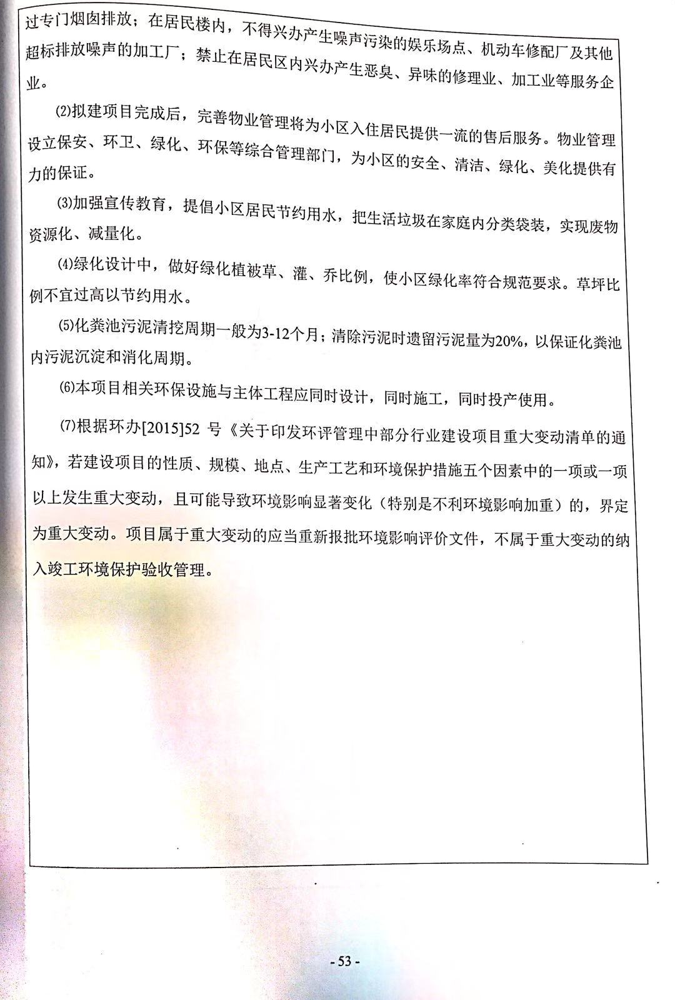 过专门烟囱排放；在居民楼内，不得兴办产生噪声污染的娱乐场点、机动车修配厂及其他
超标排放噪声的加工厂；禁止在居民区内兴办产生恶臭、异味的修理业、加工业等服务企
业。
⑵拟建项目完成后，完善物业管理将为小区入住居民提供一流的售后服务。物业管理
设立保安、环卫、绿化、环保等综合管理部门，为小区的安全、清洁、绿化、美化提供有
力的保证。
⑶加强宣传教育，提倡小区居民节约用水，把生活垃圾在家庭内分类袋装，实现废物
资源化、减量化。
⑷绿化设计中，做好绿化植被草、灌、乔比例，使小区绿化率符合规范要求。草坪比
例不宜过高以节约用水。
⑸化粪池污泥清挖周期一般为3-12个月；清除污泥时遗留污泥量为20%，以保证化粪池
内污泥沉淀和消化周期。
⑹本项目相关环保设施与主体工程应同时设计，同时施工，同时投产使用。
⑺根据环办[2015]52 号《关于印发环评管理中部分行业建设项目重大变动清单的通
知》，若建设项目的性质、规模、地点、生产工艺和环境保护措施五个因素中的一项或一项
以上发生重大变动，且可能导致环境影响显著变化（特别是不利环境影响加重）的，界定
为重大变动。项目属于重大变动的应当重新报批环境影响评价文件，不属于重大变动的纳
入竣工环境保护验收管理。
- 53 -